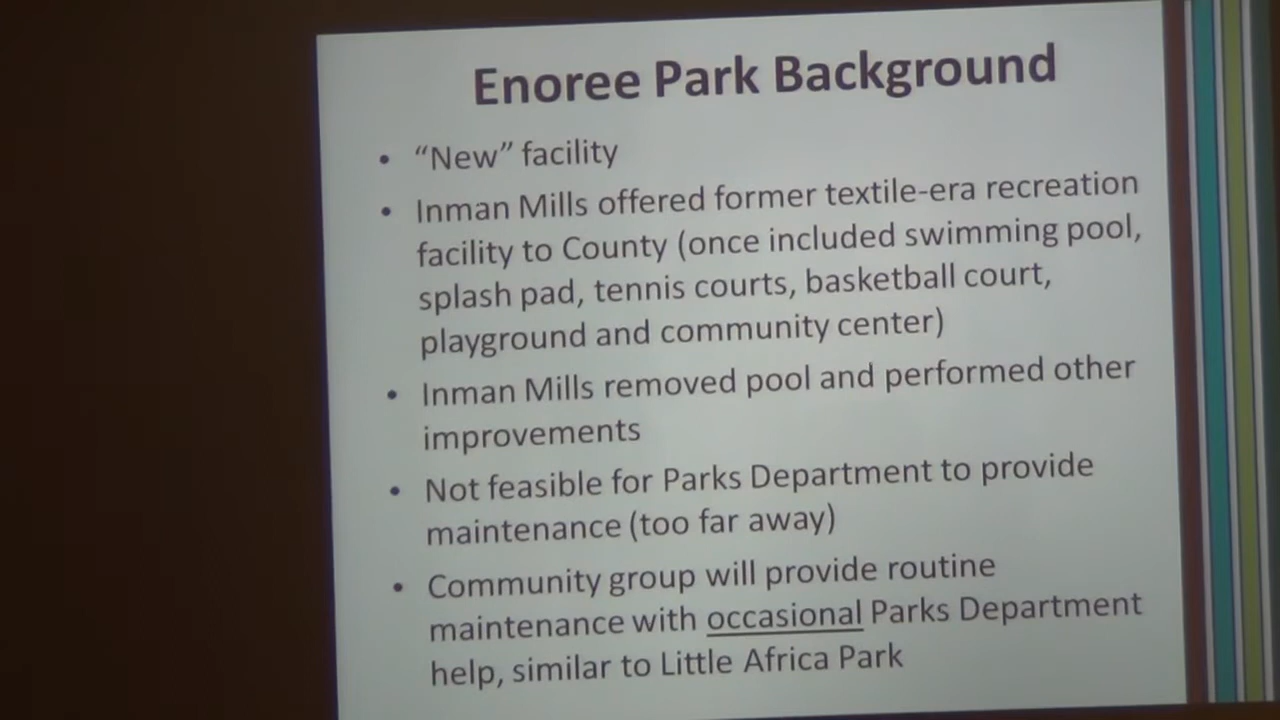 Enoree Park Background
• “New” facility
• Inman Mills offered former textile-era recreation
facility to County (once included swimming pool,
splash pad, tennis courts, basketball court,
playground and community center)
• Inman Mills removed pool and performed other
improvements
• Not feasible for Parks Department to provide
maintenance (too far away)
• Community group will provide routine
maintenance with occasional Parks Department
help, similar to Little Africa Park